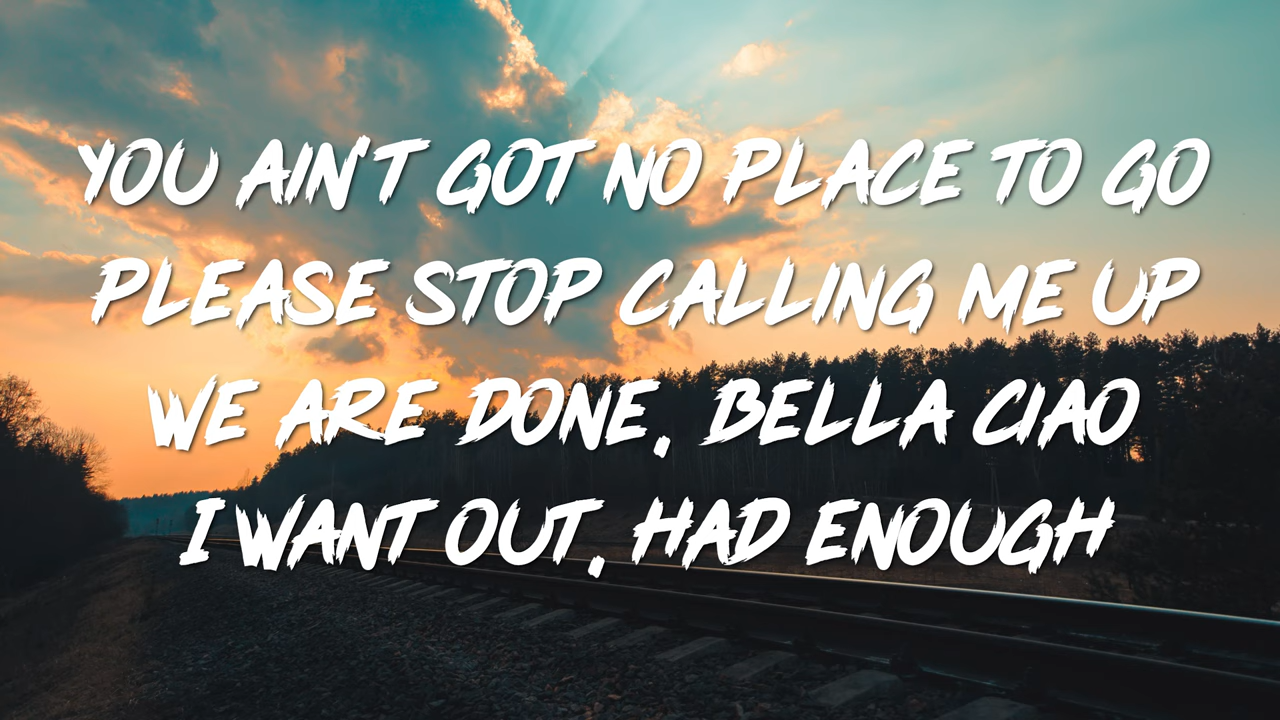 YOU AIN'T GOT NO PLACE TO GO
PLEASE STOP CALLING ME UP
WE ARE DONE, BELLA CIAO
I WANT OUT, HAD ENOUGH